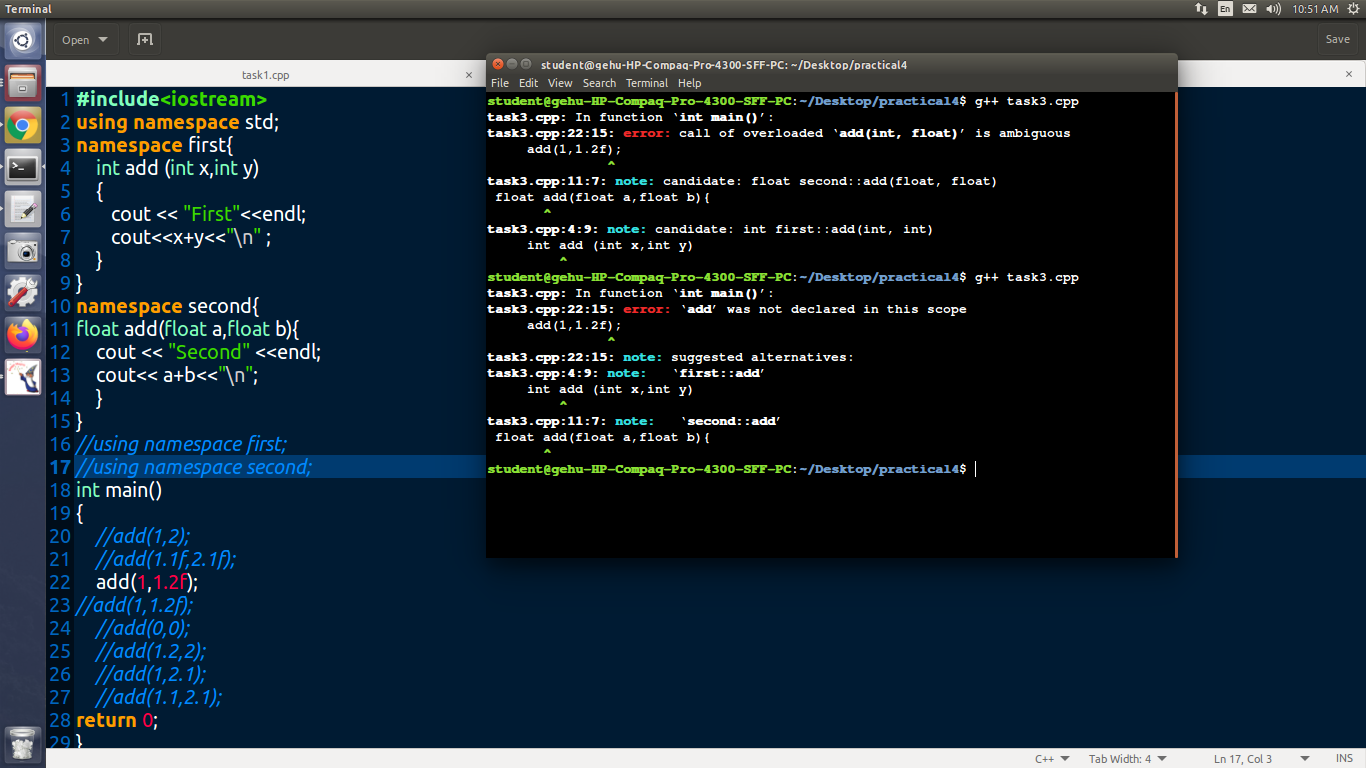 Terminal
En
10:51 AM
Open
Save
task1.cpp
×
×
1 #include<iostream>
2 using namespace std;
3 namespace first{
4 int add (int x,int y)
5 {
6 cout << "First"<<endl;
7 cout<<x+y<<"\n" ;
8 }
9 }
10 namespace second{
11 float add(float a,float b){
12 cout << "Second" <<endl;
13 cout<< a+b<<"\n";
14 }
15 }
16 //using namespace first;
17 //using namespace second;
18 int main()
19 {
20 //add(1,2);
21 //add(1.1f,2.1f);
22 add(1,1.2f);
23 //add(1,1.2f);
24 //add(0,0);
25 //add(1.2,2);
26 //add(1,2.1);
27 //add(1.1,2.1);
28 return 0;
29 }
student@gehu-HP-Compaq-Pro-4300-SFF-PC: ~/Desktop/practical4
File Edit View Search Terminal Help
student@gehu-HP-Compaq-Pro-4300-SFF-PC:~/Desktop/practical4$ g++ task3.cpp
task3.cpp: In function ‘int main()’:
task3.cpp:22:15: error: call of overloaded ‘add(int, float)’ is ambiguous
add(1,1.2f);
^
task3.cpp:11:7: note: candidate: float second::add(float, float)
float add(float a,float b){
^
task3.cpp:4:9: note: candidate: int first::add(int, int)
int add (int x,int y)
^
student@gehu-HP-Compaq-Pro-4300-SFF-PC:~/Desktop/practical4$ g++ task3.cpp
task3.cpp: In function ‘int main()’:
task3.cpp:22:15: error: ‘add’ was not declared in this scope
add(1,1.2f);
^
task3.cpp:22:15: note: suggested alternatives:
task3.cpp:4:9: note: ‘first::add’
int add (int x,int y)
^
task3.cpp:11:7: note: ‘second::add’
float add(float a,float b){
^
student@gehu-HP-Compaq-Pro-4300-SFF-PC:~/Desktop/practical4$
C++ Tab Width: 4 Ln 17, Col 3 INS